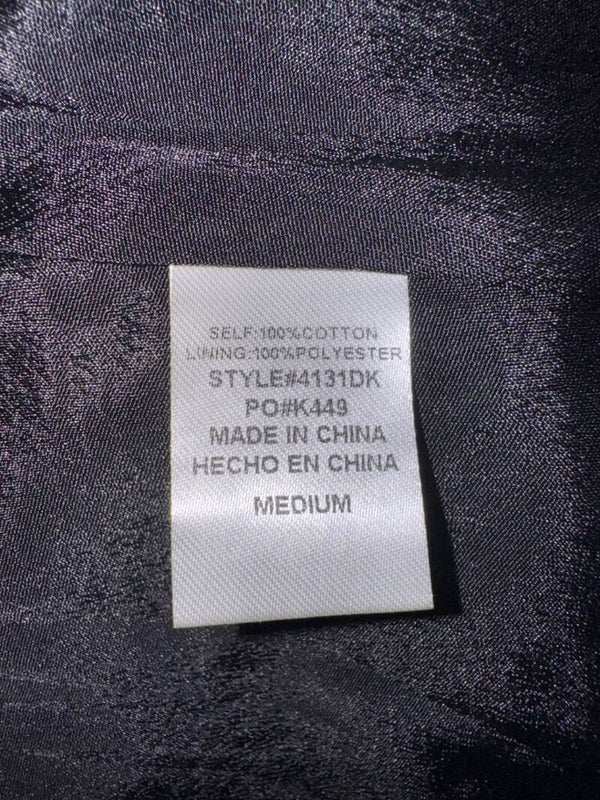 SELF:100%COTTON
LINING:100%POLYESTER
STYLE#4131DK
PO#K449
MADE IN CHINA
HECHO EN CHINA
MEDIUM